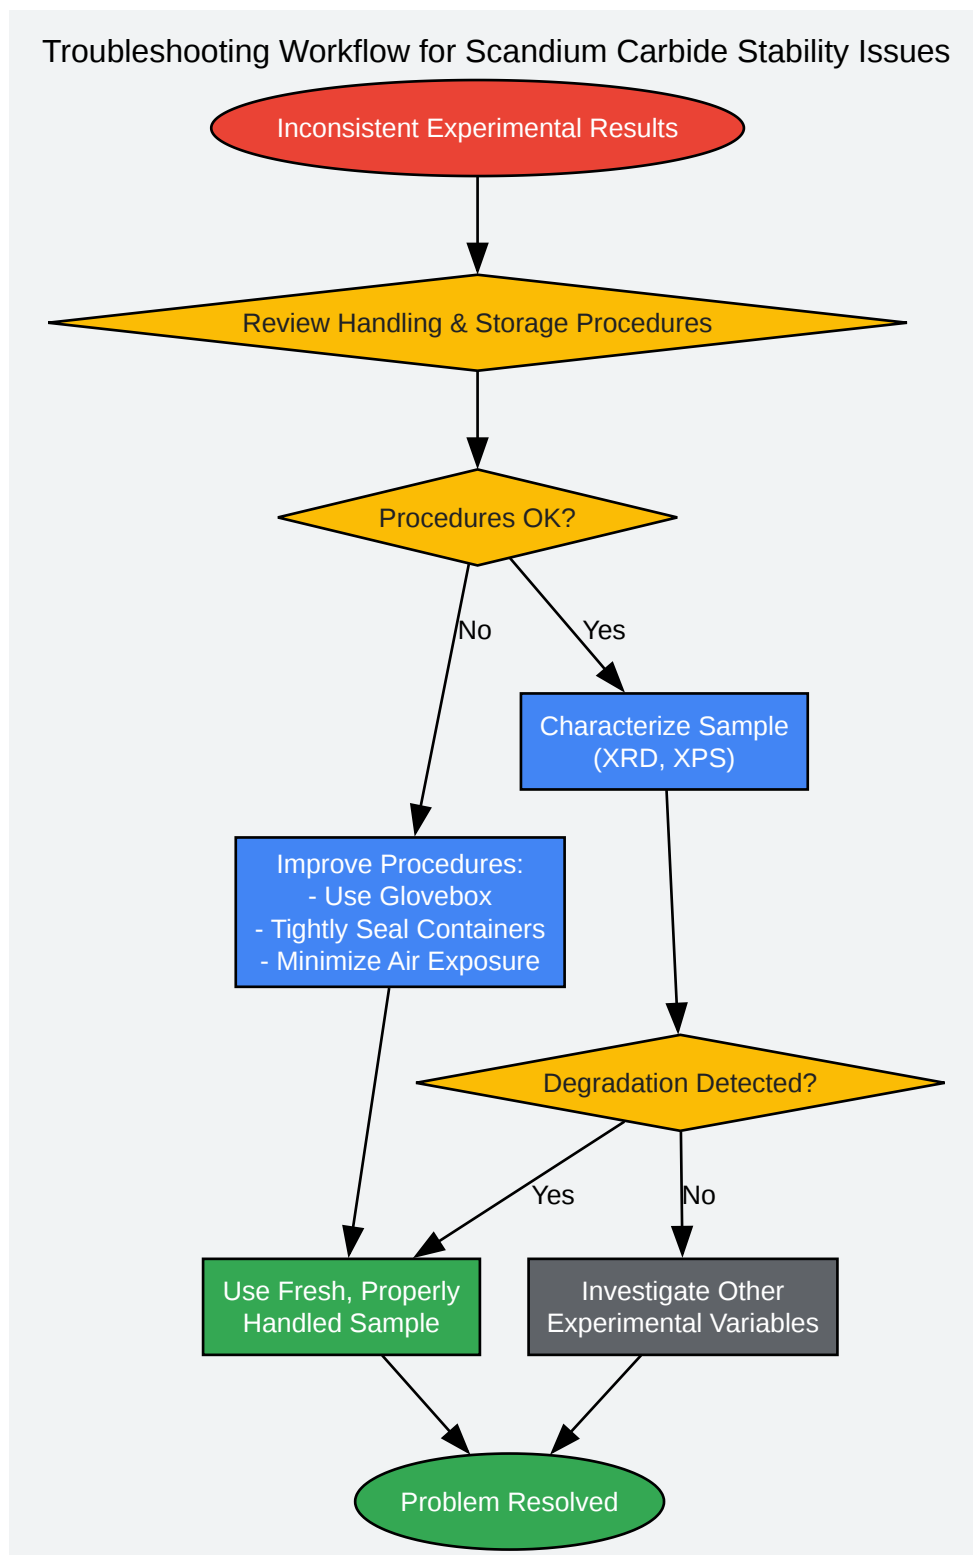 Troubleshooting Workflow for Scandium Carbide Stability Issues
Inconsistent Experimental Results
Review Handling & Storage Procedures
Procedures OK?
No
Yes
Characterize Sample
(XRD, XPS)
Improve Procedures:
- Use Glovebox
- Tightly Seal Containers
- Minimize Air Exposure
Degradation Detected?
Yes
No
Use Fresh, Properly
Handled Sample
Investigate Other
Experimental Variables
Problem Resolved